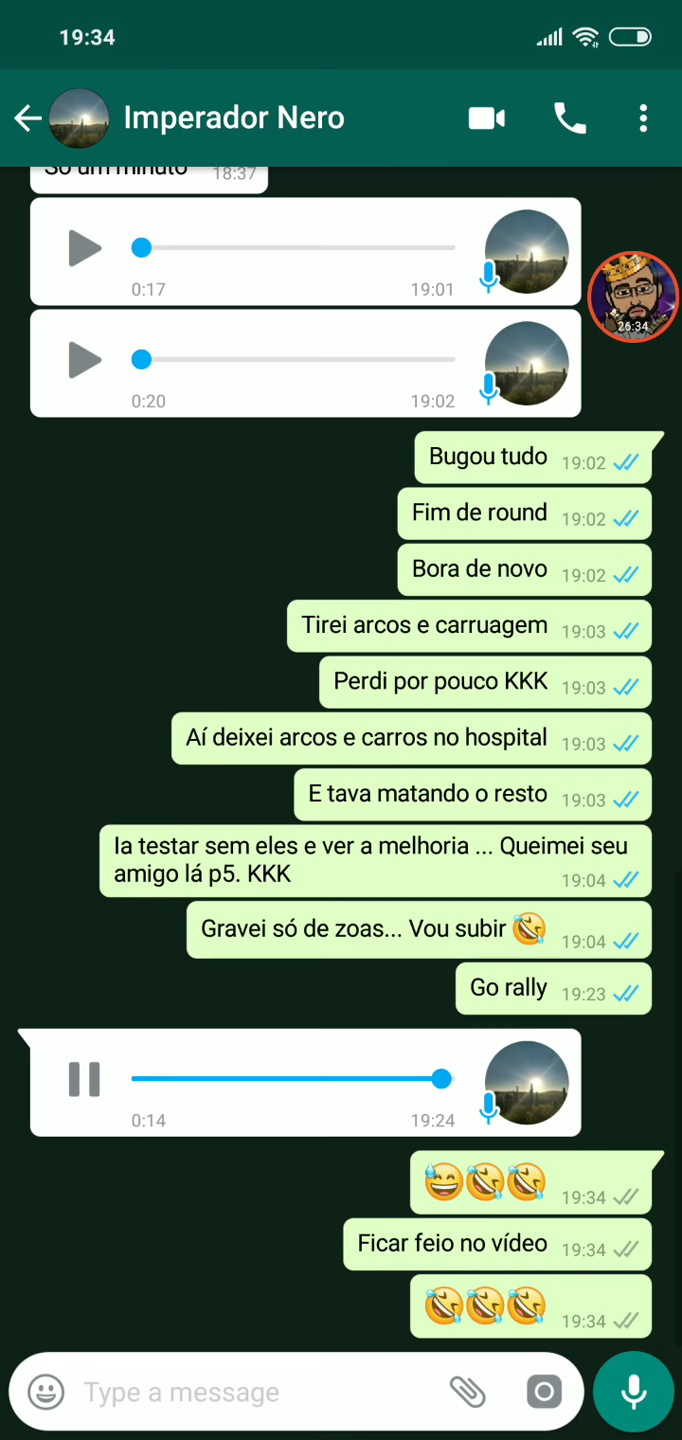 19:34
Imperador Nero
Só um minuto 18:37
0:17 19:01
26:34
0:20 19:02
Bugou tudo 19:02
Fim de round 19:02
Bora de novo 19:02
Tirei arcos e carruagem 19:03
Perdi por pouco KKK 19:03
Aí deixei arcos e carros no hospital 19:03
E tava matando o resto 19:03
Ia testar sem eles e ver a melhoria ... Queimei seu
amigo lá p5. KKK 19:04
Gravei só de zoas... Vou subir 🤣 19:04
Go rally 19:23
0:14 19:24
😅🤣🤣 19:34
Ficar feio no vídeo 19:34
🤣🤣🤣 19:34
Type a message